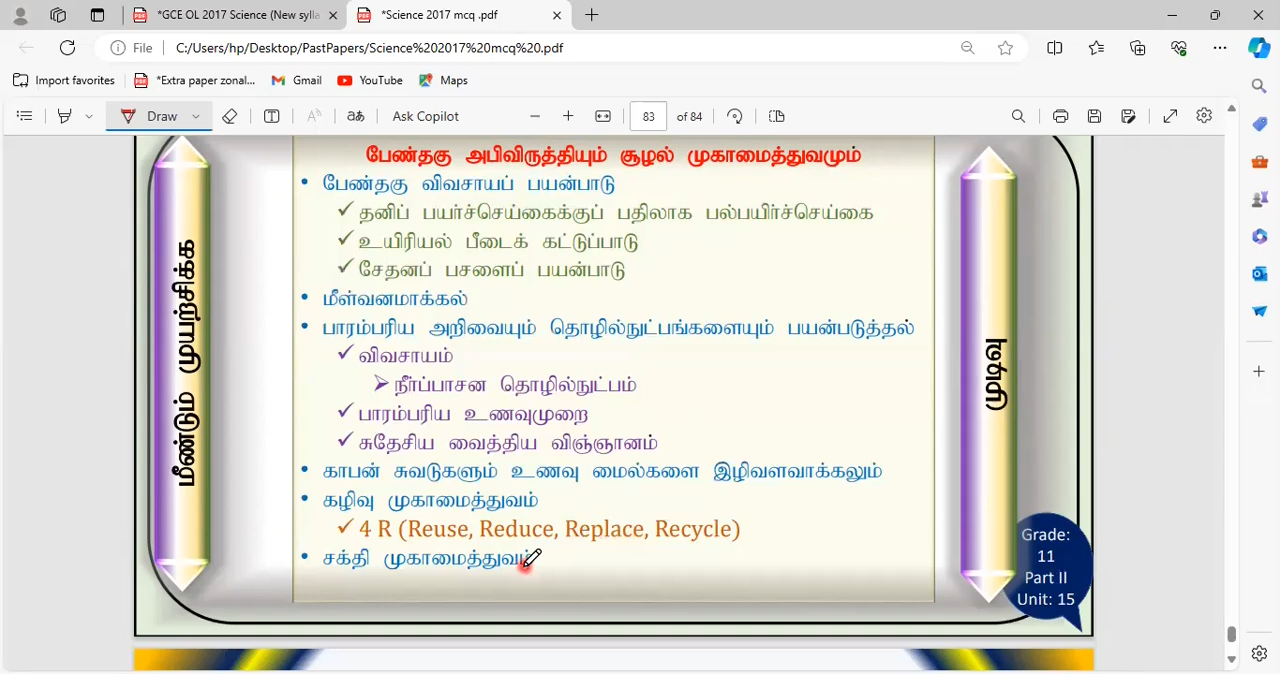 *GCE OL 2017 Science (New sylla
*Science 2017 mcq .pdf
File C:/Users/hp/Desktop/PastPapers/Science%202017%20mcq%20.pdf
Import favorites *Extra paper zonal... Gmail YouTube Maps
Draw aあ Ask Copilot 83 of 84
பேண்தகு அபிவிருத்தியும் சூழல் முகாமைத்துவமும்
• பேண்தகு விவசாயப் பயன்பாடு
✓ தனிப் பயர்ச்செய்கைக்குப் பதிலாக பல்பயிர்ச்செய்கை
✓ உயிரியல் பீடைக் கட்டுப்பாடு
✓ சேதனப் பசளைப் பயன்பாடு
• மீள்வனமாக்கல்
• பாரம்பரிய அறிவையும் தொழில்நுட்பங்களையும் பயன்படுத்தல்
✓ விவசாயம்
➢ நீர்ப்பாசன தொழில்நுட்பம்
✓ பாரம்பரிய உணவுமுறை
✓ சுதேசிய வைத்திய விஞ்ஞானம்
• காபன் சுவடுகளும் உணவு மைல்களை இழிவளவாக்கலும்
• கழிவு முகாமைத்துவம்
✓ 4 R (Reuse, Reduce, Replace, Recycle)
• சக்தி முகாமைத்துவம்
மீண்டும் முயற்சிக்க
முடிவு
Grade:
11
Part II
Unit: 15